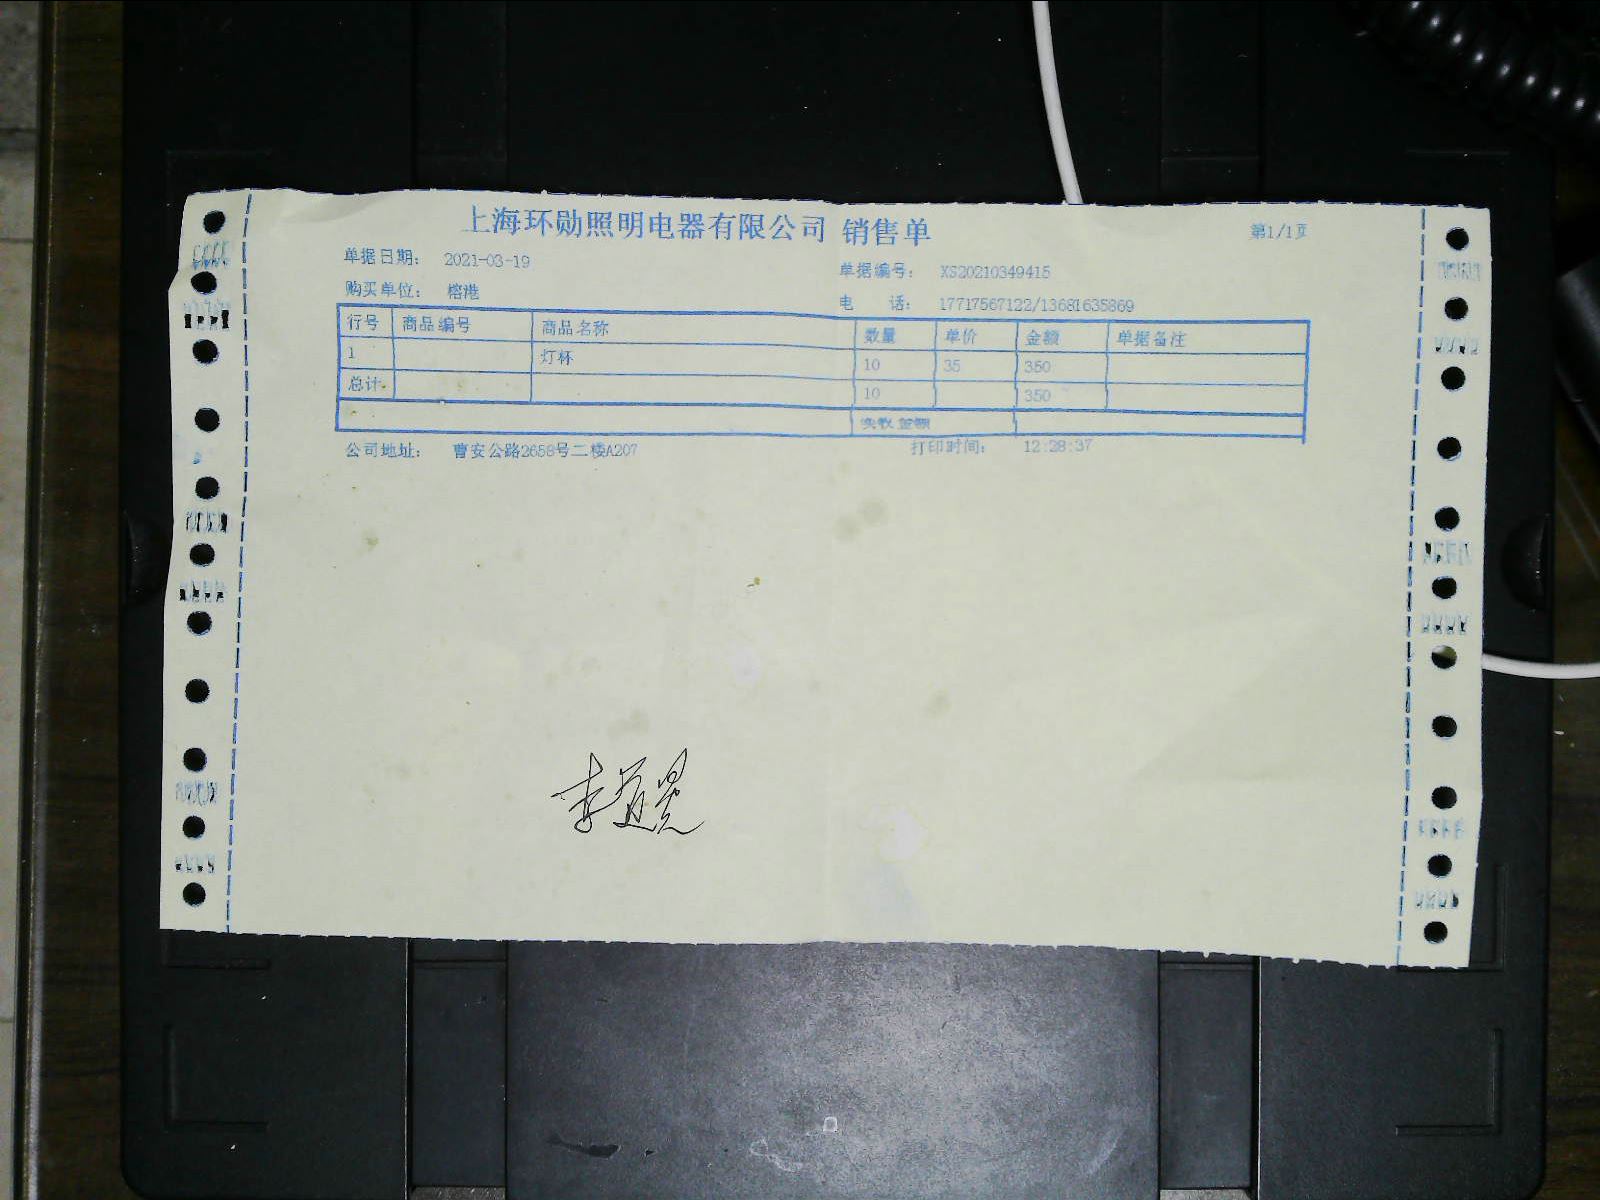 上海环勋照明电器有限公司 销售单 第1/1页
单据日期： 2021-03-19 单据编号： XS20210349415
购买单位： 榕港 电 话： 17717567122/13681635869
行号 商品编号 商品名称 数量 单价 金额 单据备注
1 灯杯 10 35 350
总计 10 350
实收金额
公司地址： 曹安公路2658号二楼A207 打印时间： 12:28:37